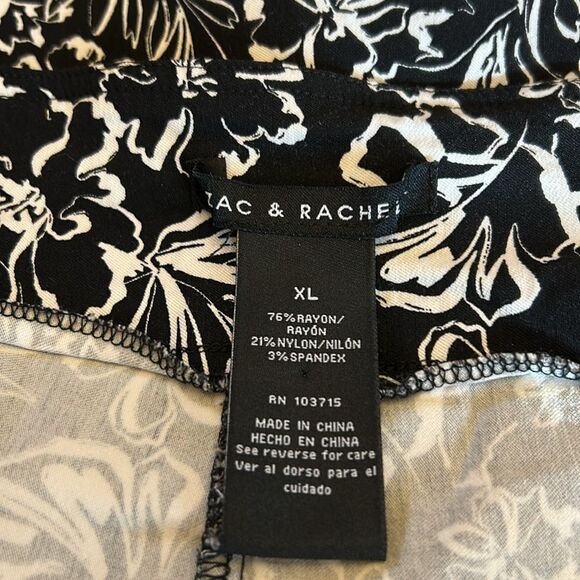 ZAC & RACHEL
XL
76%RAYON/
RAYÓN
21%NYLON/NILÓN
3%SPANDEX
RN 103715
MADE IN CHINA
HECHO EN CHINA
See reverse for care
Ver al dorso para el
cuidado